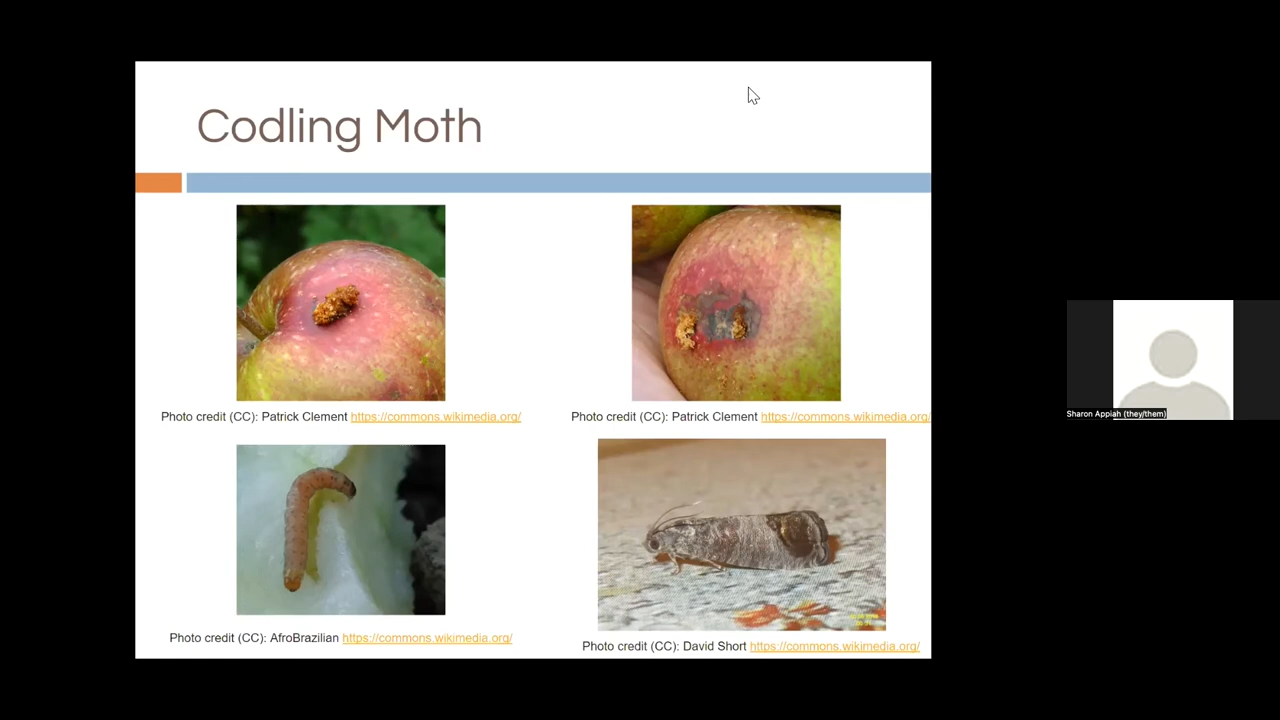 Codling Moth
Photo credit (CC): Patrick Clement https://commons.wikimedia.org/
Photo credit (CC): Patrick Clement https://commons.wikimedia.org/
Photo credit (CC): AfroBrazilian https://commons.wikimedia.org/
Photo credit (CC): David Short https://commons.wikimedia.org/
Sharon Appiah (they/them)